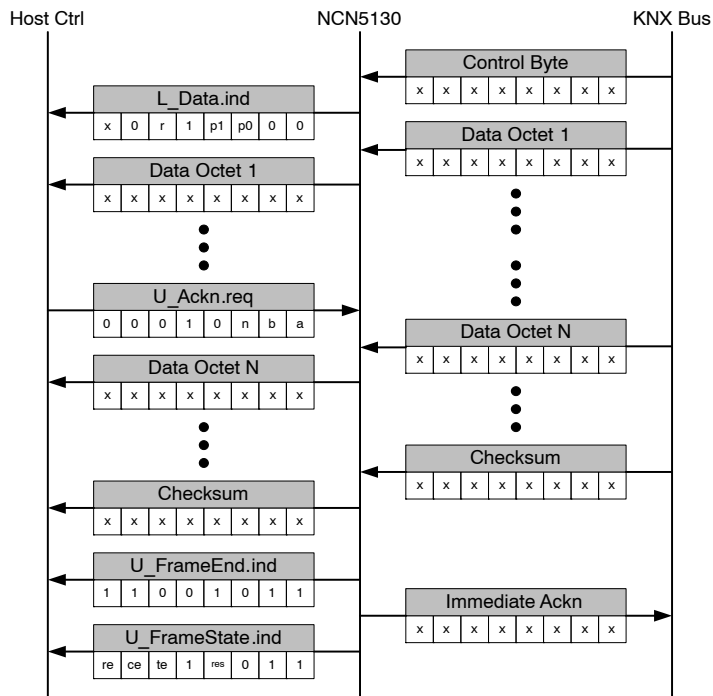 Host Ctrl NCN5130 KNX Bus
Control Byte
x x x x x x x x
L_Data.ind
x 0 r 1 p1 p0 0 0
Data Octet 1
x x x x x x x x
Data Octet 1
x x x x x x x x
U_Ackn.req
0 0 0 1 0 n b a
Data Octet N
x x x x x x x x
Data Octet N
x x x x x x x x
Checksum
x x x x x x x x
Checksum
x x x x x x x x
U_FrameEnd.ind
1 1 0 0 1 0 1 1
Immediate Ackn
x x x x x x x x
U_FrameState.ind
re ce te 1 res 0 1 1